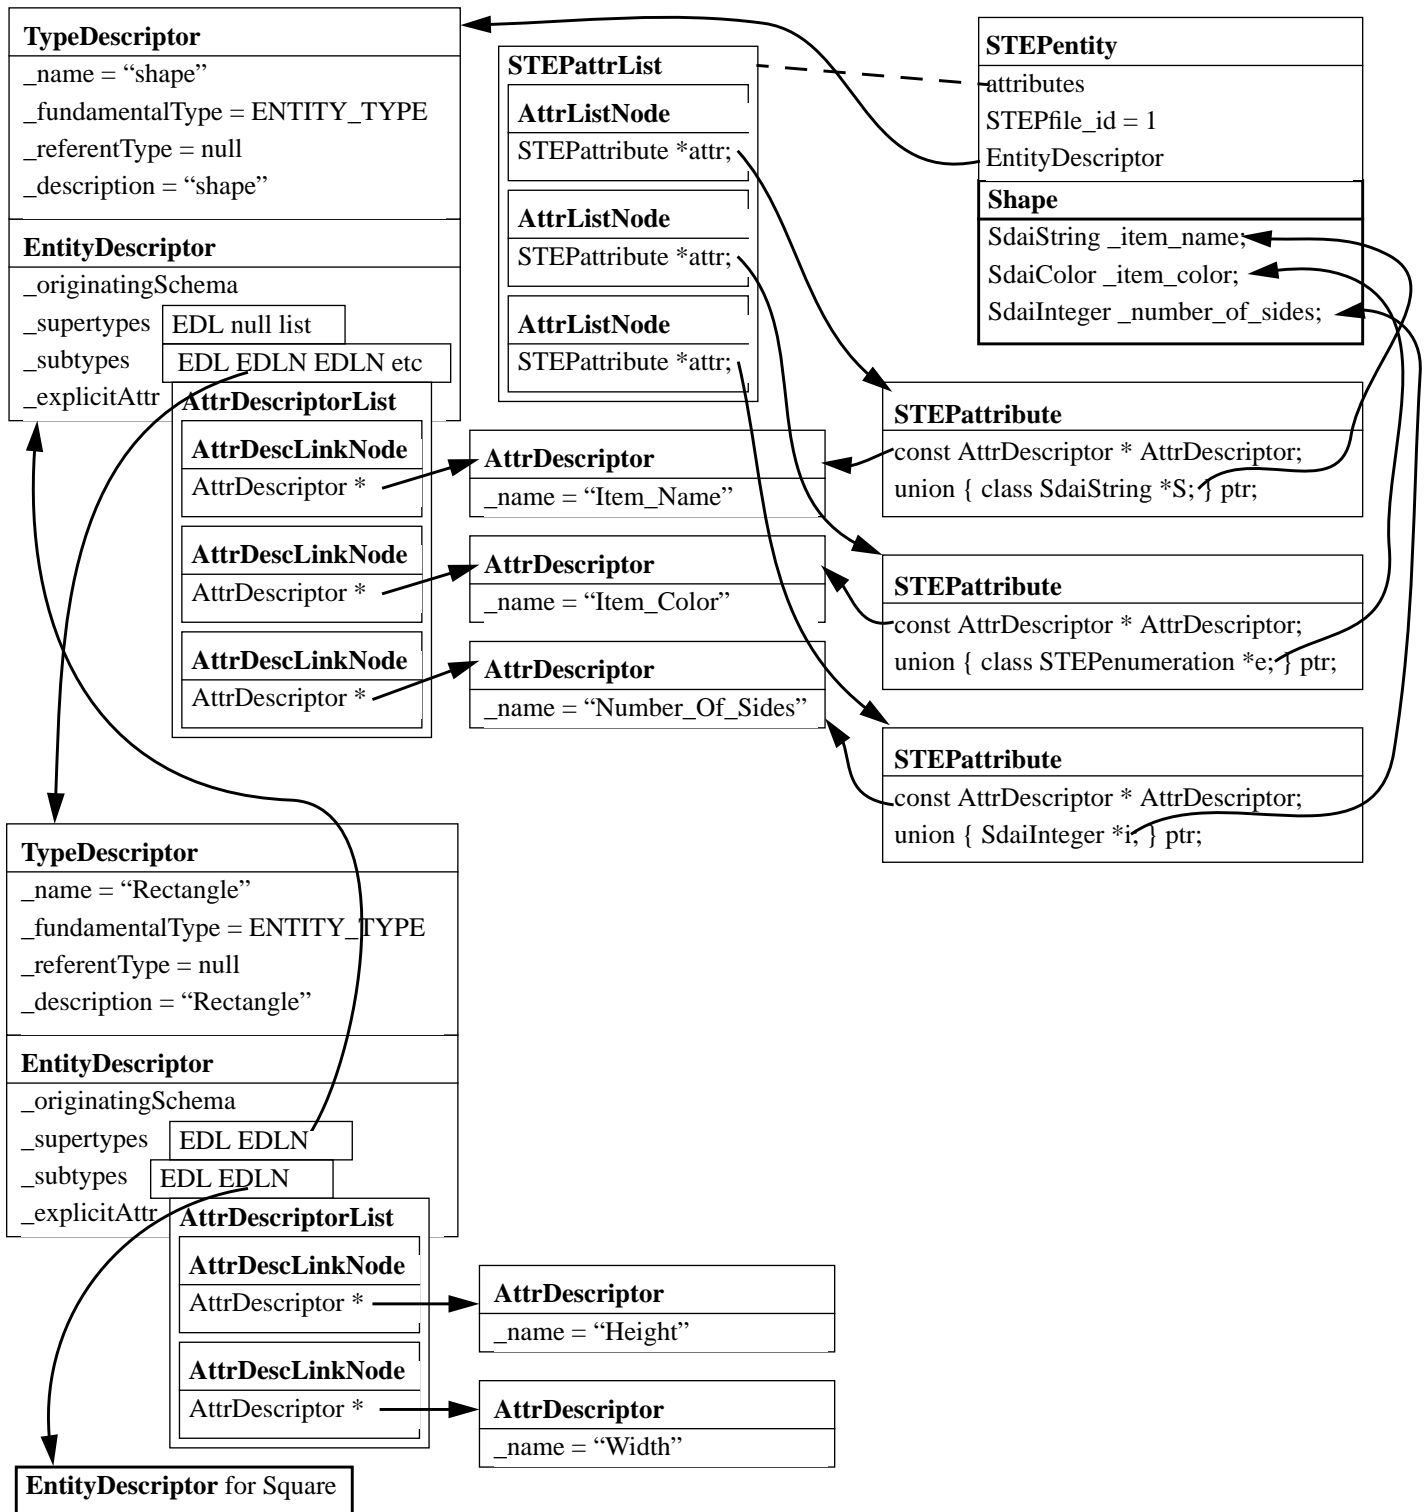 TypeDescriptor
_name = “shape”
_fundamentalType = ENTITY_TYPE
_referentType = null
_description = “shape”
EntityDescriptor
_originatingSchema
_supertypes EDL null list
_subtypes EDL EDLN EDLN etc
_explicitAttr AttrDescriptorList
AttrDescLinkNode
AttrDescriptor *
AttrDescLinkNode
AttrDescriptor *
AttrDescLinkNode
AttrDescriptor *
STEPattrList
AttrListNode
STEPattribute *attr;
AttrListNode
STEPattribute *attr;
AttrListNode
STEPattribute *attr;
AttrDescriptor
_name = “Item_Name”
AttrDescriptor
_name = “Item_Color”
AttrDescriptor
_name = “Number_Of_Sides”
STEPentity
attributes
STEPfile_id = 1
EntityDescriptor
Shape
SdaiString _item_name;
SdaiColor _item_color;
SdaiInteger _number_of_sides;
STEPattribute
const AttrDescriptor * AttrDescriptor;
union { class SdaiString *S; } ptr;
STEPattribute
const AttrDescriptor * AttrDescriptor;
union { class STEPenumeration *e; } ptr;
STEPattribute
const AttrDescriptor * AttrDescriptor;
union { SdaiInteger *i; } ptr;
TypeDescriptor
_name = “Rectangle”
_fundamentalType = ENTITY_TYPE
_referentType = null
_description = “Rectangle”
EntityDescriptor
_originatingSchema
_supertypes EDL EDLN
_subtypes EDL EDLN
_explicitAttr AttrDescriptorList
AttrDescLinkNode
AttrDescriptor *
AttrDescLinkNode
AttrDescriptor *
AttrDescriptor
_name = “Height”
AttrDescriptor
_name = “Width”
EntityDescriptor for Square